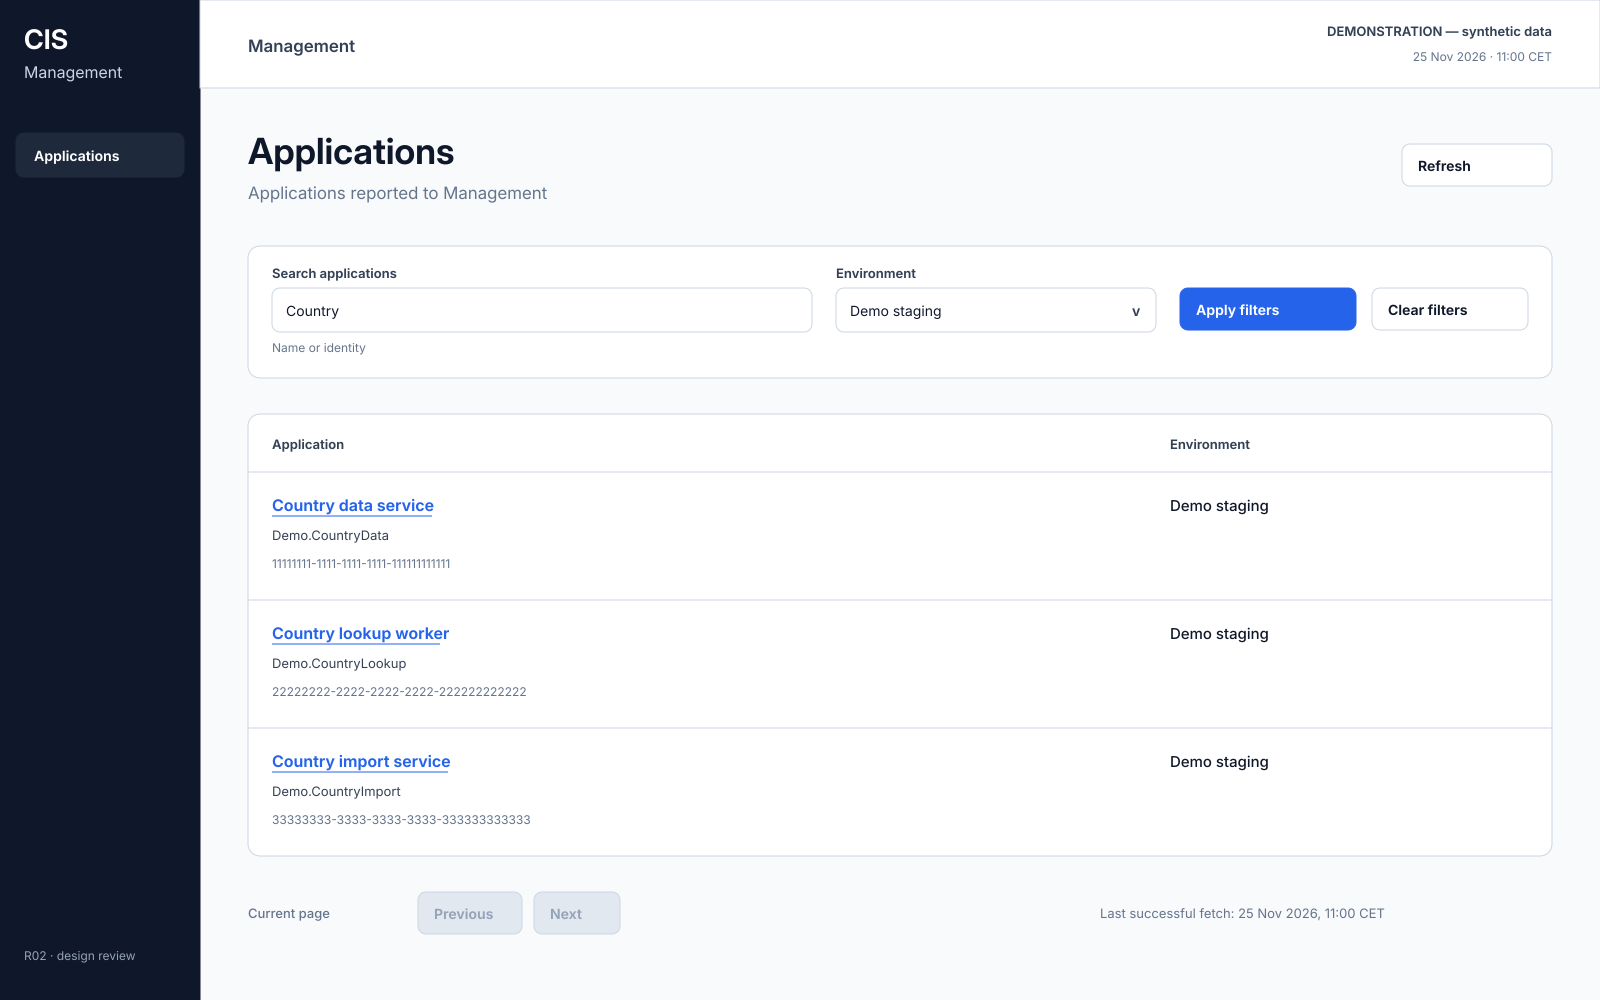 CIS
Management
Applications
R02 · design review
Management
DEMONSTRATION — synthetic data
25 Nov 2026 · 11:00 CET
Applications
Applications reported to Management
Refresh
Search applications
Country
Name or identity
Environment
Demo staging v
Apply filters
Clear filters
Application Environment
Country data service Demo staging
Demo.CountryData
11111111-1111-1111-1111-111111111111
Country lookup worker Demo staging
Demo.CountryLookup
22222222-2222-2222-2222-222222222222
Country import service Demo staging
Demo.CountryImport
33333333-3333-3333-3333-333333333333
Current page
Previous
Next
Last successful fetch: 25 Nov 2026, 11:00 CET